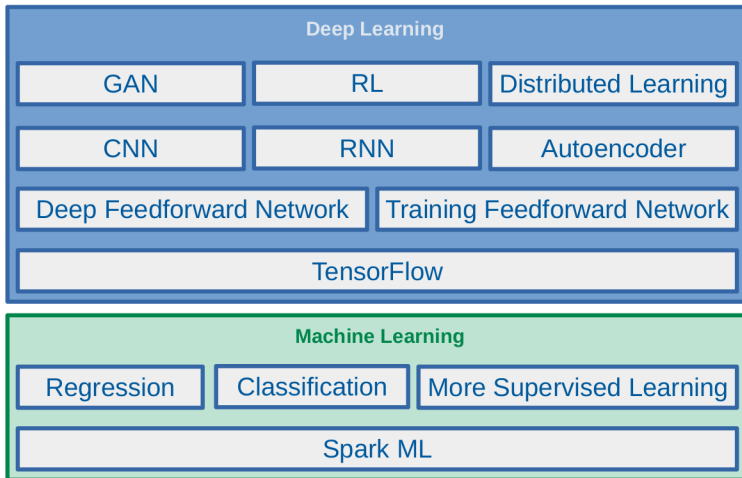 Deep Learning
GAN RL Distributed Learning
CNN RNN Autoencoder
Deep Feedforward Network Training Feedforward Network
TensorFlow
Machine Learning
Regression Classification More Supervised Learning
Spark ML